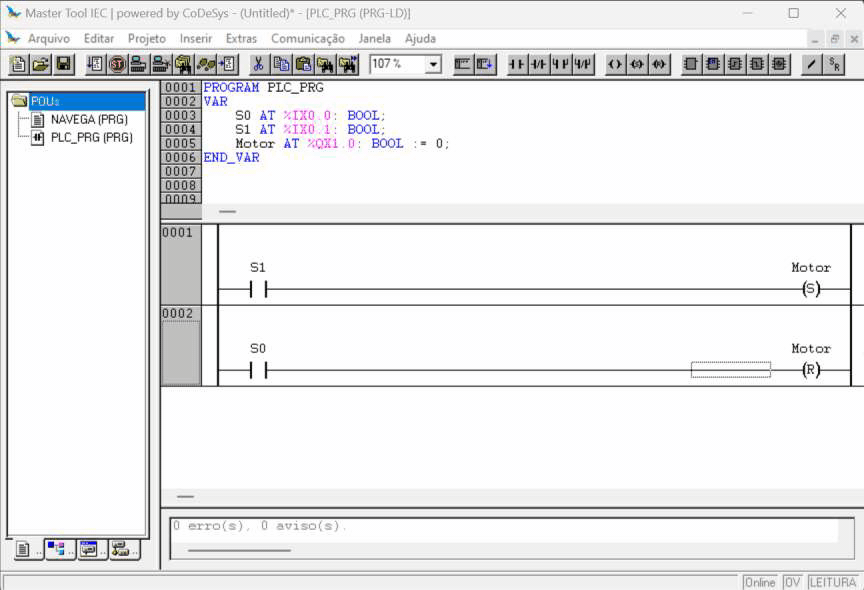 Master Tool IEC | powered by CoDeSys - (Untitled)* - [PLC_PRG (PRG-LD)]
Arquivo Editar Projeto Inserir Extras Comunicação Janela Ajuda
107 %
POUs
NAVEGA (PRG)
PLC_PRG (PRG)
0001 PROGRAM PLC_PRG
0002 VAR
0003 S0 AT %IX0.0: BOOL;
0004 S1 AT %IX0.1: BOOL;
0005 Motor AT %QX1.0: BOOL := 0;
0006 END_VAR
0007
0008
0009
0001
S1 Motor
(S)
0002
S0 Motor
(R)
0 erro(s), 0 aviso(s).
Online OV LEITURA